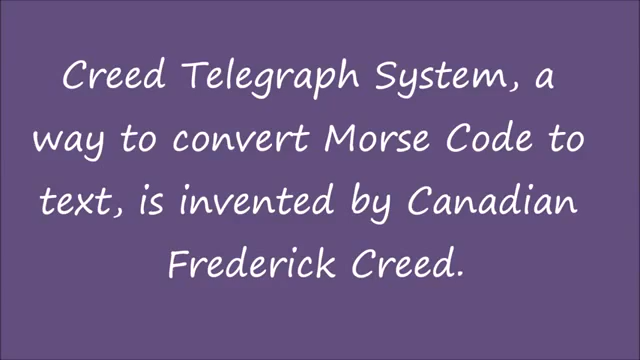 Creed Telegraph System, a
way to convert Morse Code to
text, is invented by Canadian
Frederick Creed.